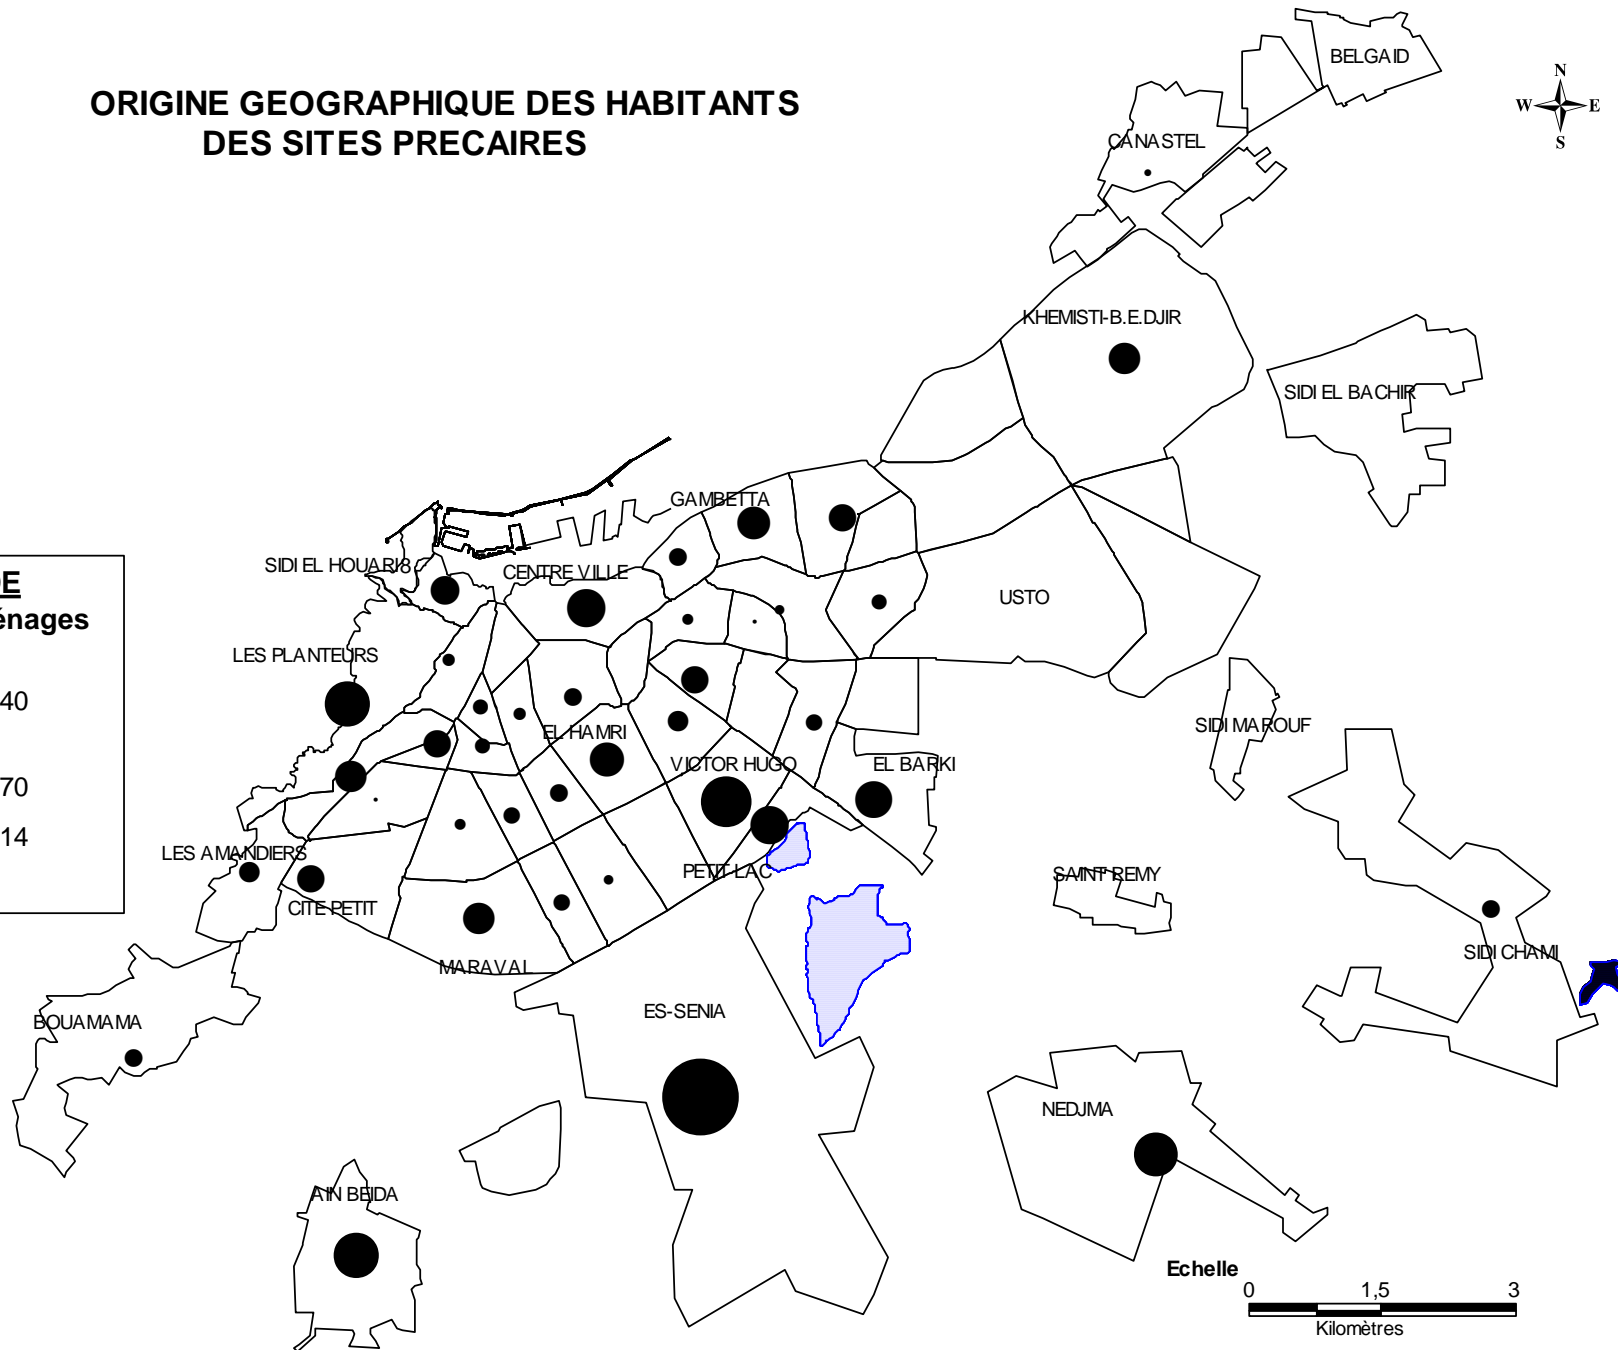 ORIGINE GEOGRAPHIQUE DES HABITANTS
DES SITES PRECAIRES
BELGAID
N
W E
S
CANASTEL
KHEMISTI-B.E.DJIR
SIDI EL BACHIR
GAMBETTA
SIDI EL HOUARI3
CENTRE VILLE
USTO
LES PLANTEURS
40
70
14
SIDI MAROUF
EL HAMRI
VICTOR HUGO
EL BARKI
LES AMANDIERS
PETIT LAC
SAINT REMY
CITE PETIT
MARAVAL
SIDI CHAMI
BOUAMAMA
ES-SENIA
NEDJMA
AIN BEIDA
Echelle
0 1,5 3
Kilomètres